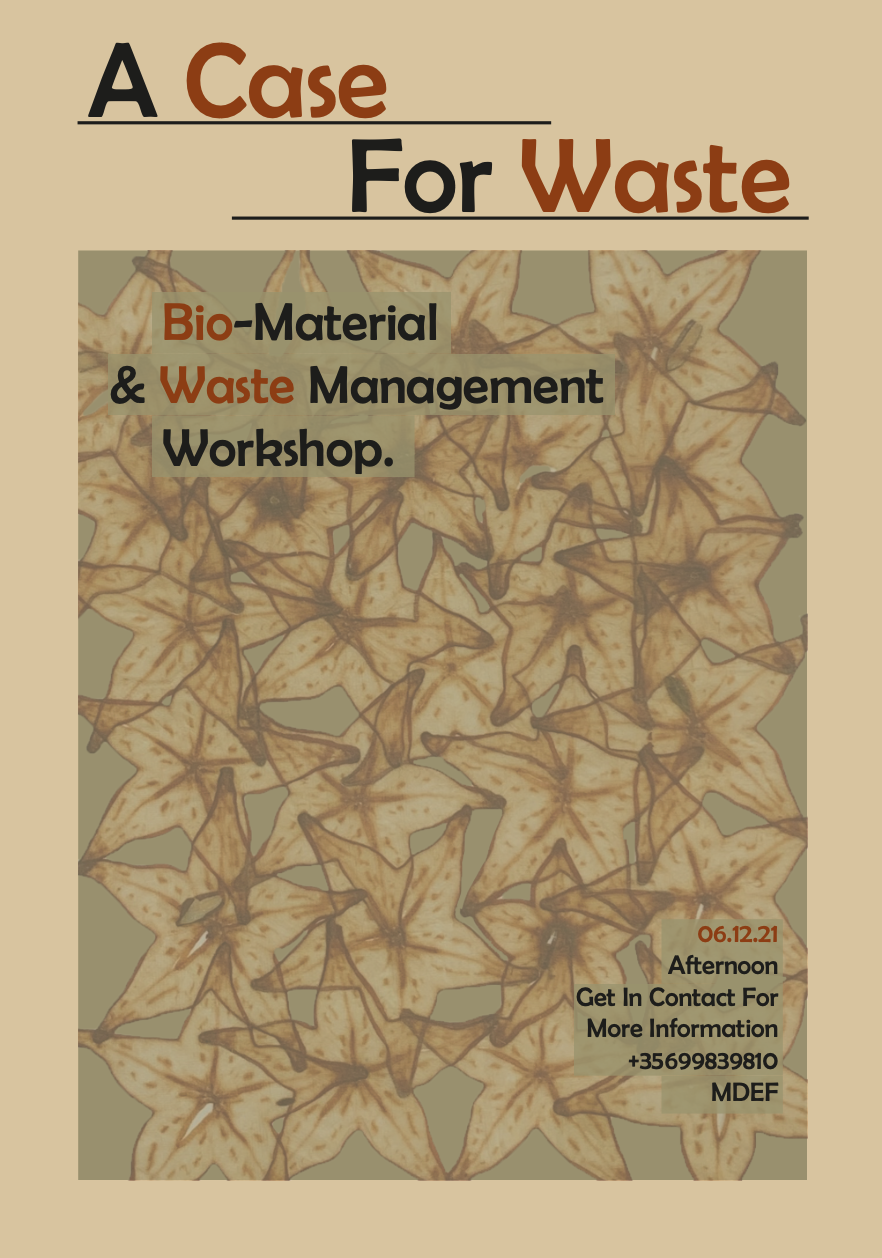 A Case
For Waste
Bio-Material
& Waste Management
Workshop.
06.12.21
Afternoon
Get In Contact For
More Information
+35699839810
MDEF